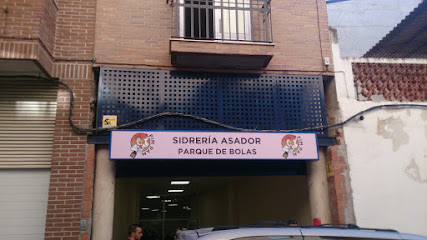 SIDRERÍA ASADOR
PARQUE DE BOLAS